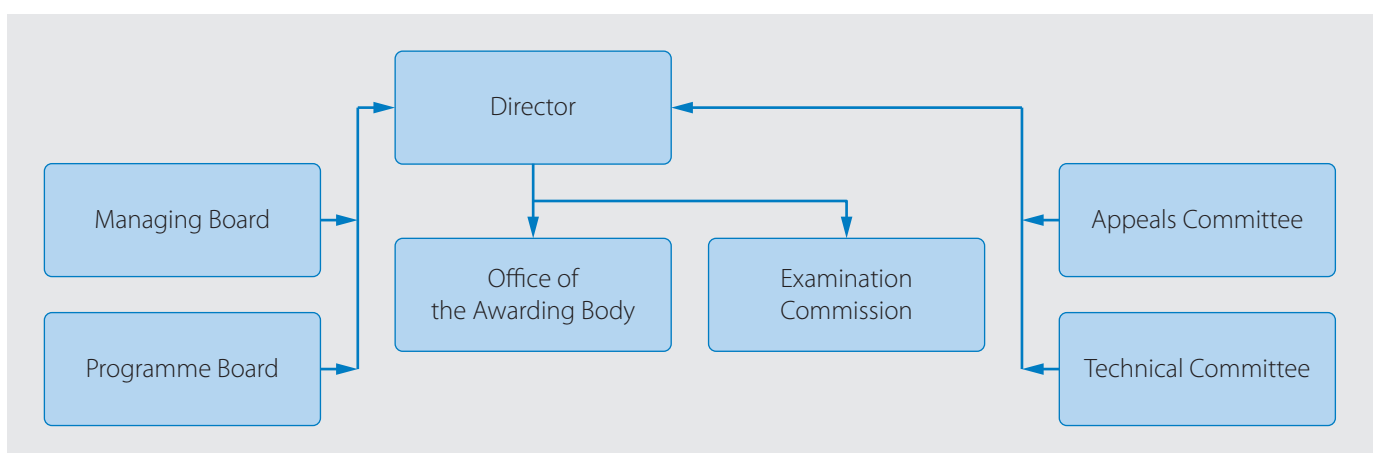 Director
Managing Board
Appeals Committee
Office of
the Awarding Body
Examination
Commission
Programme Board
Technical Committee